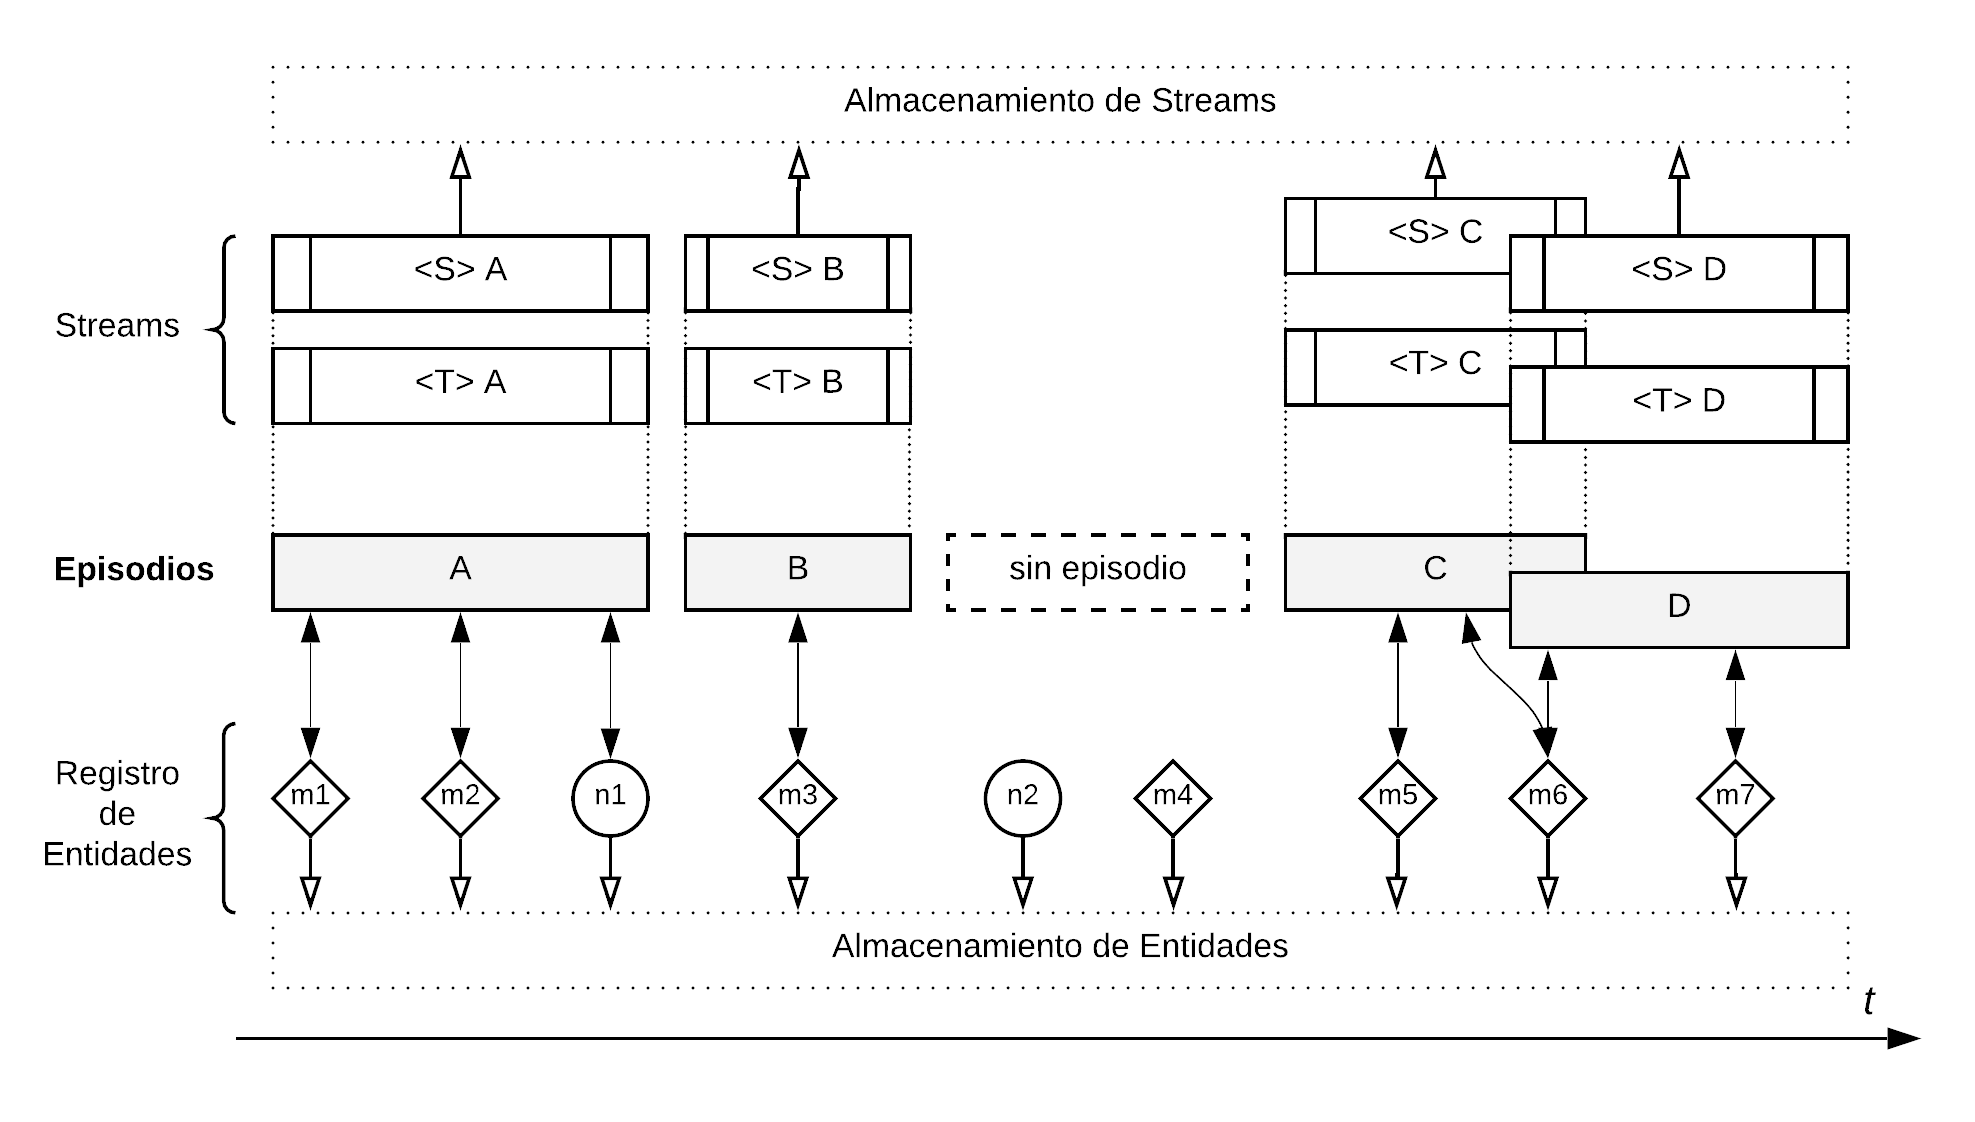 Almacenamiento de Streams
<S> A
<S> B
<S> C
<S> D
Streams
<T> A
<T> B
<T> C
<T> D
Episodios
A
B
sin episodio
C
D
Registro
de
Entidades
m1
m2
n1
m3
n2
m4
m5
m6
m7
Almacenamiento de Entidades
t